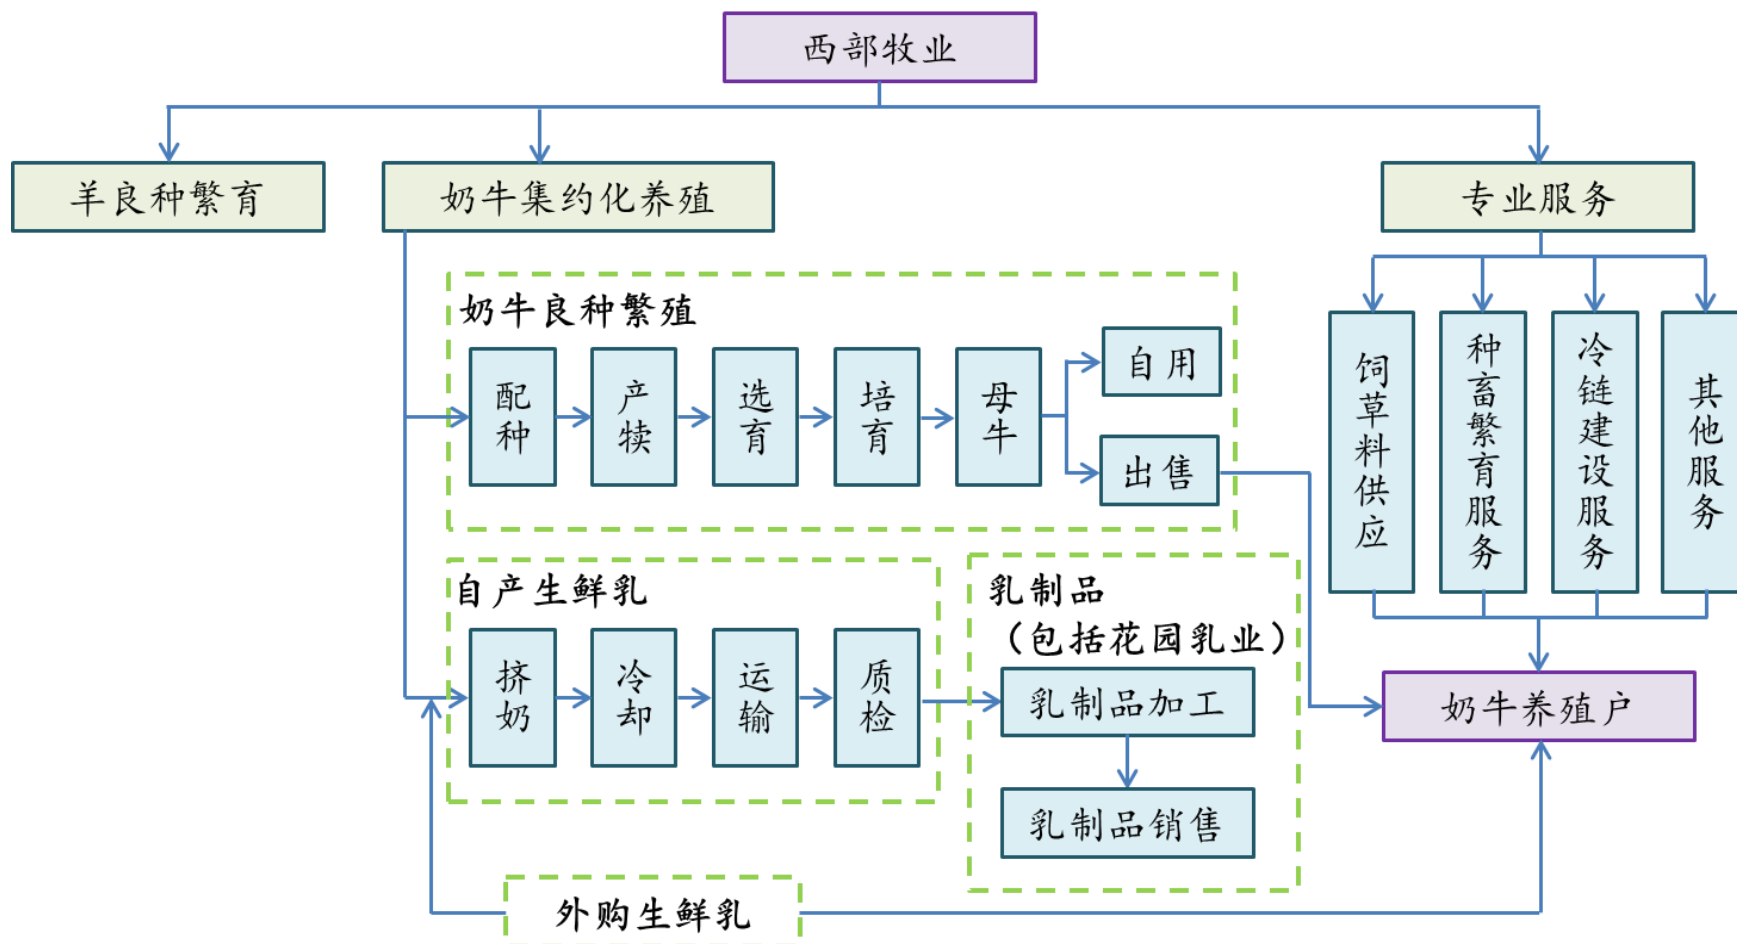 西部牧业
羊良种繁育
奶牛集约化养殖
专业服务
奶牛良种繁殖
配种
产犊
选育
培育
母牛
自用
出售
饲草料供应
种畜繁育服务
冷链建设服务
其他服务
自产生鲜乳
挤奶
冷却
运输
质检
乳制品
（包括花园乳业）
乳制品加工
乳制品销售
奶牛养殖户
外购生鲜乳